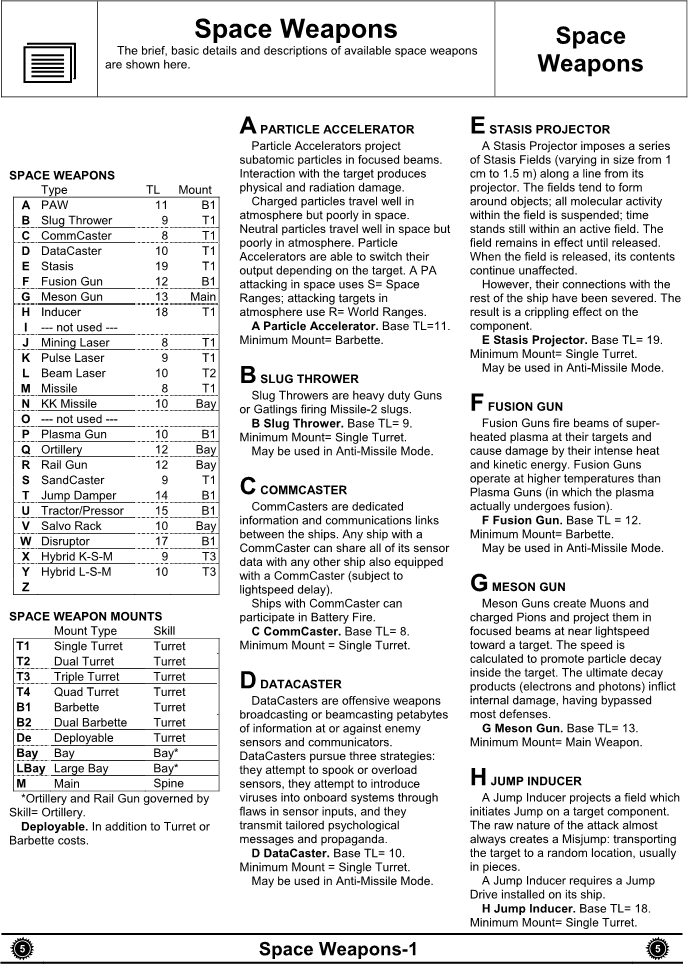 Space Weapons
The brief, basic details and descriptions of available space weapons
are shown here.
Space
Weapons
SPACE WEAPONS
Type TL Mount
A PAW 11 B1
B Slug Thrower 9 T1
C CommCaster 8 T1
D DataCaster 10 T1
E Stasis 19 T1
F Fusion Gun 12 B1
G Meson Gun 13 Main
H Inducer 18 T1
I --- not used ---
J Mining Laser 8 T1
K Pulse Laser 9 T1
L Beam Laser 10 T2
M Missile 8 T1
N KK Missile 10 Bay
O --- not used ---
P Plasma Gun 10 B1
Q Ortillery 12 Bay
R Rail Gun 12 Bay
S SandCaster 9 T1
T Jump Damper 14 B1
U Tractor/Pressor 15 B1
V Salvo Rack 10 Bay
W Disruptor 17 B1
X Hybrid K-S-M 9 T3
Y Hybrid L-S-M 10 T3
Z
SPACE WEAPON MOUNTS
Mount Type Skill
T1 Single Turret Turret
T2 Dual Turret Turret
T3 Triple Turret Turret
T4 Quad Turret Turret
B1 Barbette Turret
B2 Dual Barbette Turret
De Deployable Turret
Bay Bay Bay*
LBay Large Bay Bay*
M Main Spine
*Ortillery and Rail Gun governed by
Skill= Ortillery.
Deployable. In addition to Turret or
Barbette costs.
A PARTICLE ACCELERATOR
Particle Accelerators project
subatomic particles in focused beams.
Interaction with the target produces
physical and radiation damage.
Charged particles travel well in
atmosphere but poorly in space.
Neutral particles travel well in space but
poorly in atmosphere. Particle
Accelerators are able to switch their
output depending on the target. A PA
attacking in space uses S= Space
Ranges; attacking targets in
atmosphere use R= World Ranges.
A Particle Accelerator. Base TL=11.
Minimum Mount= Barbette.
B SLUG THROWER
Slug Throwers are heavy duty Guns
or Gatlings firing Missile-2 slugs.
B Slug Thrower. Base TL= 9.
Minimum Mount= Single Turret.
May be used in Anti-Missile Mode.
C COMMCASTER
CommCasters are dedicated
information and communications links
between the ships. Any ship with a
CommCaster can share all of its sensor
data with any other ship also equipped
with a CommCaster (subject to
lightspeed delay).
Ships with CommCaster can
participate in Battery Fire.
C CommCaster. Base TL= 8.
Minimum Mount = Single Turret.
D DATACASTER
DataCasters are offensive weapons
broadcasting or beamcasting petabytes
of information at or against enemy
sensors and communicators.
DataCasters pursue three strategies:
they attempt to spook or overload
sensors, they attempt to introduce
viruses into onboard systems through
flaws in sensor inputs, and they
transmit tailored psychological
messages and propaganda.
D DataCaster. Base TL= 10.
Minimum Mount = Single Turret.
May be used in Anti-Missile Mode.
E STASIS PROJECTOR
A Stasis Projector imposes a series
of Stasis Fields (varying in size from 1
cm to 1.5 m) along a line from its
projector. The fields tend to form
around objects; all molecular activity
within the field is suspended; time
stands still within an active field. The
field remains in effect until released.
When the field is released, its contents
continue unaffected.
However, their connections with the
rest of the ship have been severed. The
result is a crippling effect on the
component.
E Stasis Projector. Base TL= 19.
Minimum Mount= Single Turret.
May be used in Anti-Missile Mode.
F FUSION GUN
Fusion Guns fire beams of super-
heated plasma at their targets and
cause damage by their intense heat
and kinetic energy. Fusion Guns
operate at higher temperatures than
Plasma Guns (in which the plasma
actually undergoes fusion).
F Fusion Gun. Base TL = 12.
Minimum Mount= Barbette.
May be used in Anti-Missile Mode.
G MESON GUN
Meson Guns create Muons and
charged Pions and project them in
focused beams at near lightspeed
toward a target. The speed is
calculated to promote particle decay
inside the target. The ultimate decay
products (electrons and photons) inflict
internal damage, having bypassed
most defenses.
G Meson Gun. Base TL= 13.
Minimum Mount= Main Weapon.
H JUMP INDUCER
A Jump Inducer projects a field which
initiates Jump on a target component.
The raw nature of the attack almost
always creates a Misjump: transporting
the target to a random location, usually
in pieces.
A Jump Inducer requires a Jump
Drive installed on its ship.
H Jump Inducer. Base TL= 18.
Minimum Mount= Single Turret.
5 Space Weapons-1 5